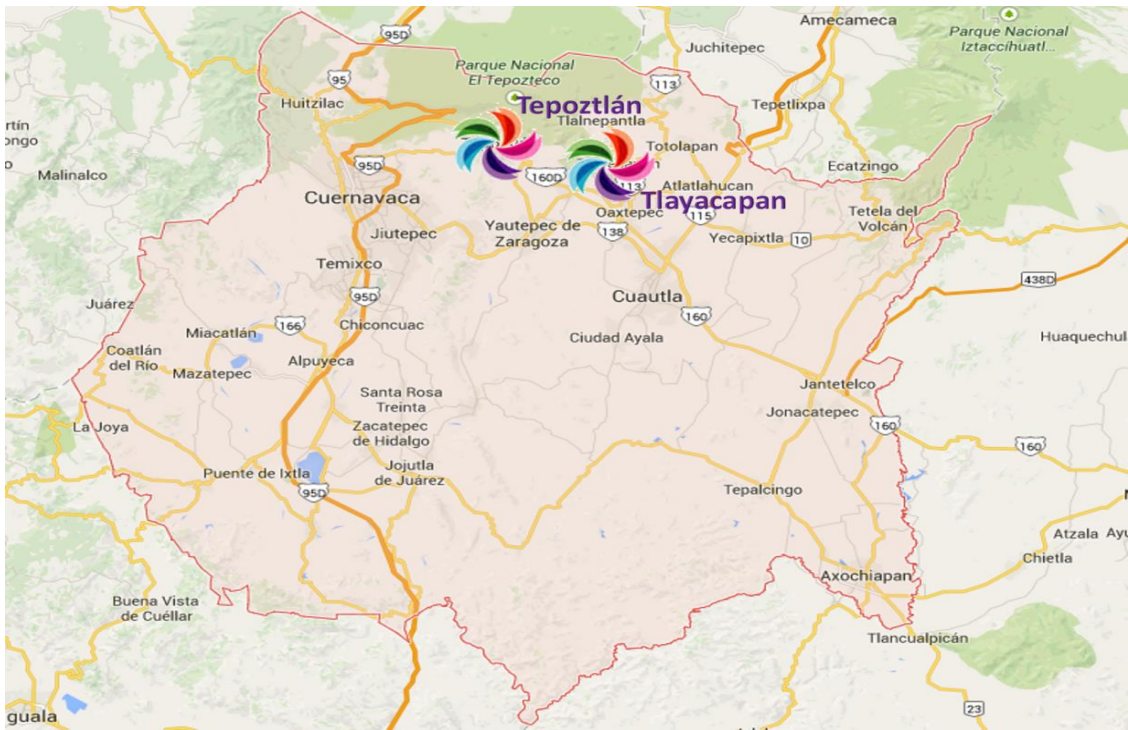 Amecameca
95D
Parque Nacional
Iztaccíhuatl...
Juchitepec
Parque Nacional
El Tepozteco
95
113
Huitzilac
Tepoztlán
Tepetlixpa
Tlalnepantla
Totolapan
Malinalco
95D
Ecatzingo
160D
113
Atlatlahucan
Cuernavaca
Tlayacapan
Oaxtepec
115
Tetela del
Volcán
Yautepec de
Zaragoza
Jiutepec
138
Yecapixtla
10
Temixco
438D
95D
Cuautla
Juárez
160
Miacatlán
166
Chiconcuac
Ciudad Ayala
Huaquechul
Coatlán
del Río
Alpuyeca
Mazatepec
Jantetelco
Santa Rosa
Treinta
Jonacatepec
La Joya
Zacatepec
de Hidalgo
160
160
Puente de Ixtla
Jojutla
de Juárez
95D
Tepalcingo
Atzala
Chietla
Axochiapan
Buena Vista
de Cuéllar
Tlancualpicán
guala
23